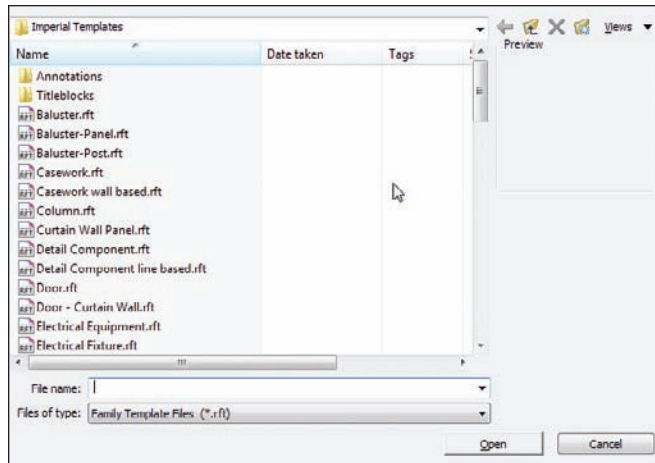 Imperial Templates
Views
Preview
Name Date taken Tags
Annotations
Titleblocks
Baluster.rft
Baluster-Panel.rft
Baluster-Post.rft
Casework.rft
Casework wall based.rft
Column.rft
Curtain Wall Panel.rft
Detail Component.rft
Detail Component line based.rft
Door.rft
Door - Curtain Wall.rft
Electrical Equipment.rft
Electrical Fixture.rft
File name:
Files of type: Family Template Files (*.rft)
Open Cancel